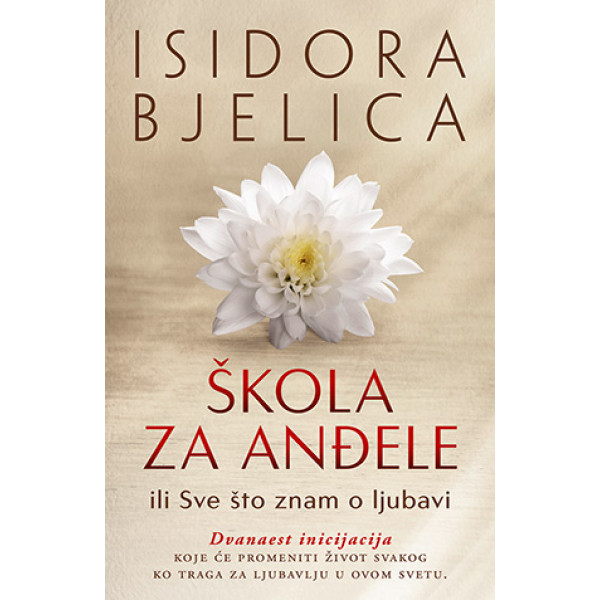 ISIDORA
BJELICA
ŠKOLA
ZA ANĐELE
ili Sve što znam o ljubavi
Dvanaest inicijacija
KOJE ĆE PROMENITI ŽIVOT SVAKOG
KO TRAGA ZA LJUBAVLJU U OVOM SVETU.